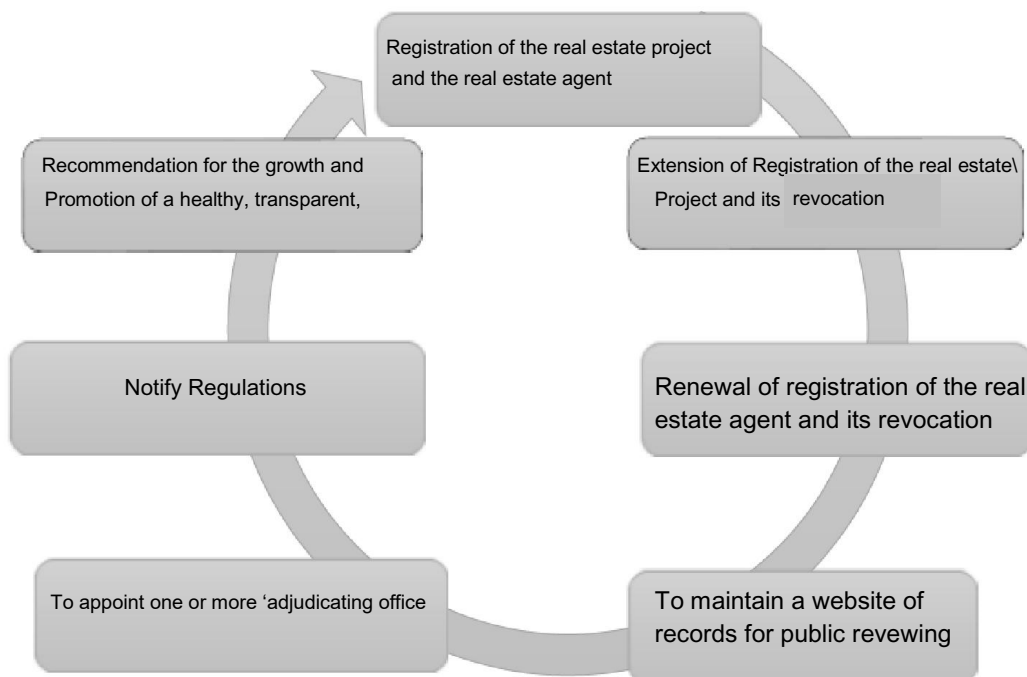 Registration of the real estate project
and the real estate agent
Extension of Registration of the real estate\
Project and its revocation
Renewal of registration of the real
estate agent and its revocation
To maintain a website of
records for public revewing
To appoint one or more ‘adjudicating office
Notify Regulations
Recommendation for the growth and
Promotion of a healthy, transparent,